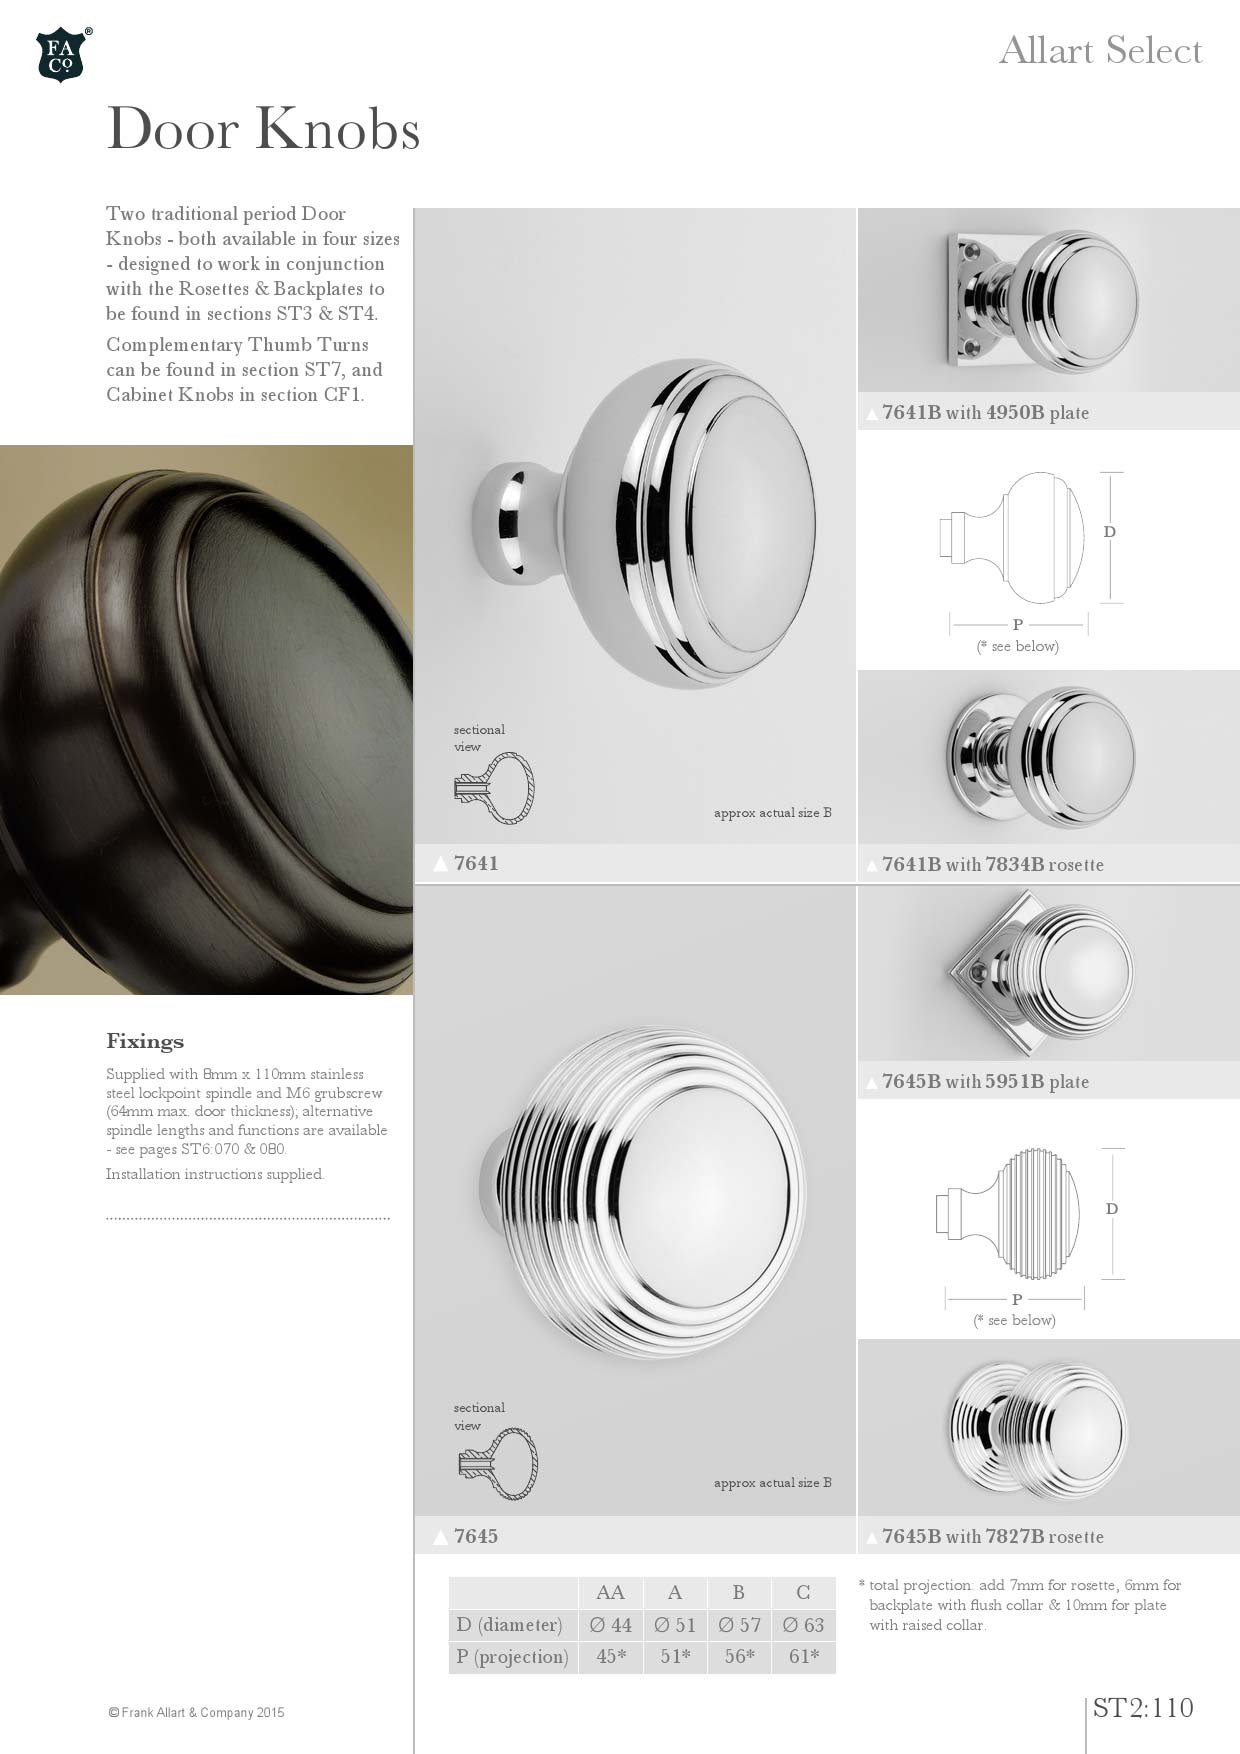 FA
Co.
®
Allart Select
Door Knobs
Two traditional period Door
Knobs - both available in four sizes
- designed to work in conjunction
with the Rosettes & Backplates to
be found in sections ST3 & ST4.
Complementary Thumb Turns
can be found in section ST7, and
Cabinet Knobs in section CF1.
Fixings
Supplied with 8mm x 110mm stainless
steel lockpoint spindle and M6 grubscrew
(64mm max. door thickness); alternative
spindle lengths and functions are available
- see pages ST6:070 & 080.
Installation instructions supplied.
sectional
view
approx actual size B
7641
7641B with 4950B plate
D
P
(* see below)
7641B with 7834B rosette
sectional
view
approx actual size B
7645
7645B with 5951B plate
D
P
(* see below)
7645B with 7827B rosette
AA A B C
D (diameter) ∅ 44 ∅ 51 ∅ 57 ∅ 63
P (projection) 45* 51* 56* 61*
* total projection: add 7mm for rosette, 6mm for
backplate with flush collar & 10mm for plate
with raised collar.
© Frank Allart & Company 2015
ST2:110